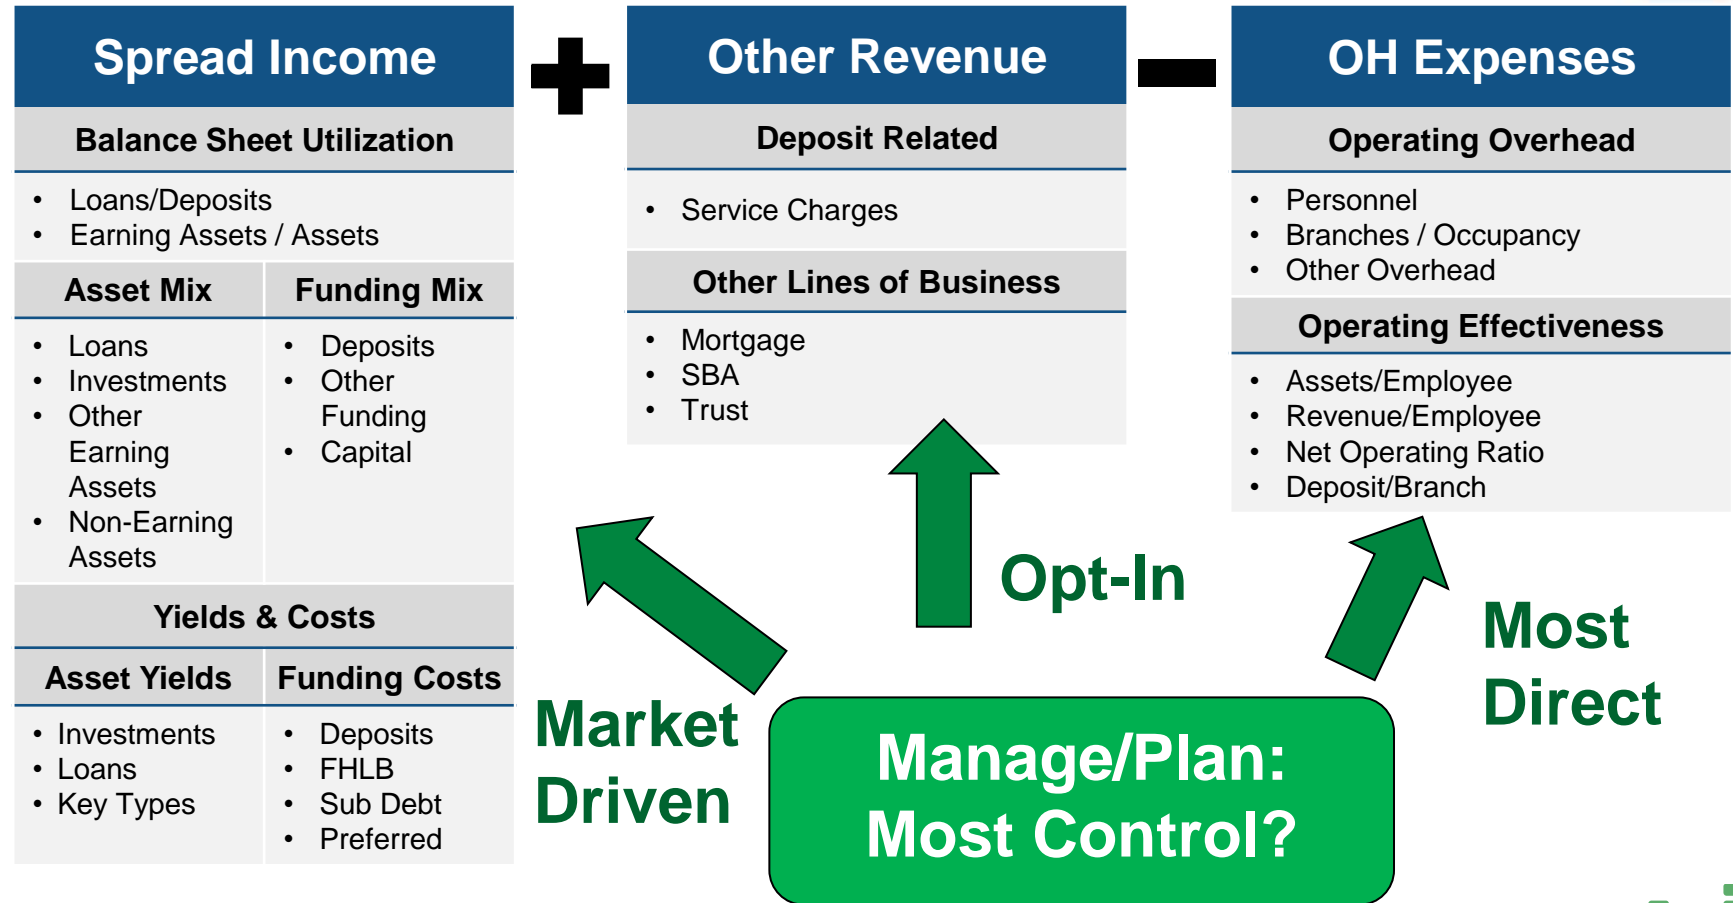 Spread Income
Balance Sheet Utilization
• Loans/Deposits
• Earning Assets / Assets
Asset Mix
• Loans
• Investments
• Other
Earning
Assets
• Non-Earning
Assets
Funding Mix
• Deposits
• Other
Funding
• Capital
Yields & Costs
Asset Yields
• Investments
• Loans
• Key Types
Funding Costs
• Deposits
• FHLB
• Sub Debt
• Preferred
+
Other Revenue
Deposit Related
• Service Charges
Other Lines of Business
• Mortgage
• SBA
• Trust
-
OH Expenses
Operating Overhead
• Personnel
• Branches / Occupancy
• Other Overhead
Operating Effectiveness
• Assets/Employee
• Revenue/Employee
• Net Operating Ratio
• Deposit/Branch
Market
Driven
Opt-In
Most
Direct
Manage/Plan:
Most Control?